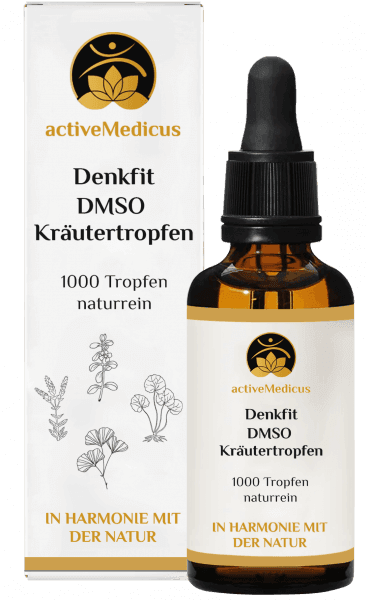 activeMedicus
Denkfit
DMSO
Kräutertropfen
1000 Tropfen
naturrein
IN HARMONIE MIT
DER NATUR
activeMedicus
Denkfit
DMSO
Kräutertropfen
1000 Tropfen
naturrein
IN HARMONIE MIT
DER NATUR